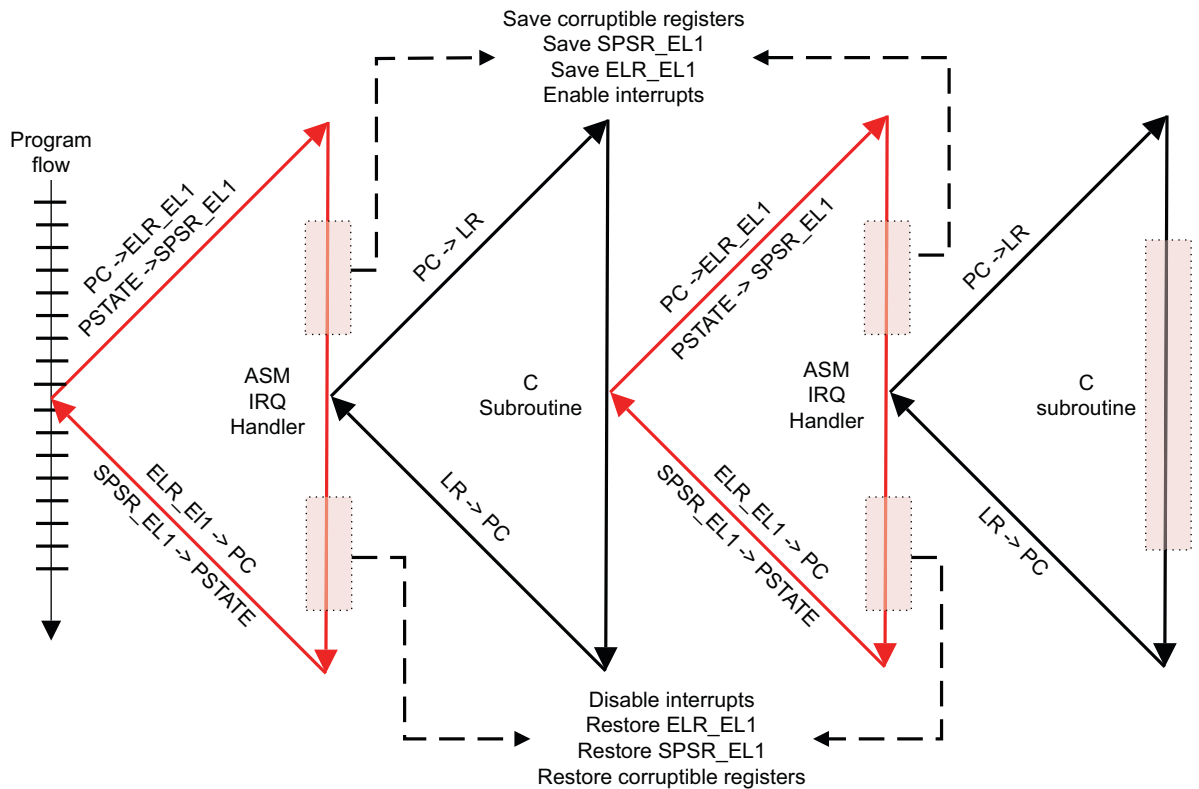 Save corruptible registers
Save SPSR_EL1
Save ELR_EL1
Enable interrupts
Program
flow
PC ->ELR_EL1
PSTATE ->SPSR_EL1
PC -> LR
PC ->ELR_EL1
PSTATE -> SPSR_EL1
PC ->LR
ASM
IRQ
Handler
C
Subroutine
ASM
IRQ
Handler
C
subroutine
ELR_El1 -> PC
SPSR_EL1 -> PSTATE
LR -> PC
ELR_EL1 -> PC
SPSR_EL1 -> PSTATE
LR -> PC
Disable interrupts
Restore ELR_EL1
Restore SPSR_EL1
Restore corruptible registers